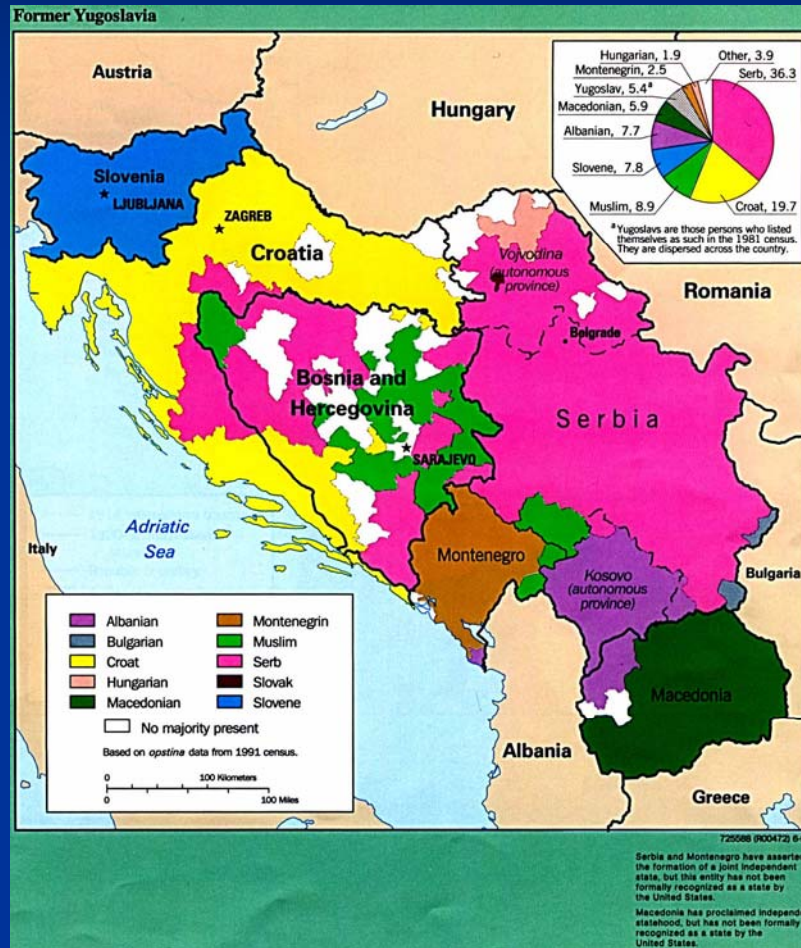 Former Yugoslavia
Austria
Hungary
Hungarian, 1.9
Other, 3.9
Montenegrin, 2.5
Serb, 36.3
Yugoslav, 5.4ª
Macedonian, 5.9
Albanian, 7.7
Slovene, 7.8
Muslim, 8.9
Croat, 19.7
ªYugoslavs are those persons who listed
themselves as such in the 1981 census.
They are dispersed across the country.
Slovenia
LJUBLJANA
ZAGREB
Croatia
Vojvodina
(autonomous
province)
Romania
Belgrade
Bosnia and
Hercegovina
Serbia
SARAJEVO
Adriatic
Sea
Italy
Montenegro
Kosovo
(autonomous
province)
Bulgaria
Macedonia
Albania
Greece
Albanian
Montenegrin
Bulgarian
Muslim
Croat
Serb
Hungarian
Slovak
Macedonian
Slovene
No majority present
Based on opstina data from 1991 census.
0 100 Kilometers
0 100 Miles
725586 (R00472) 6-
Serbia and Montenegro have asserted
the formation of a joint independent
state, but this entity has not been
formally recognized as a state by
the United States.
Macedonia has proclaimed independ
statehood, but has not been formally
recognized as a state by the
United States.